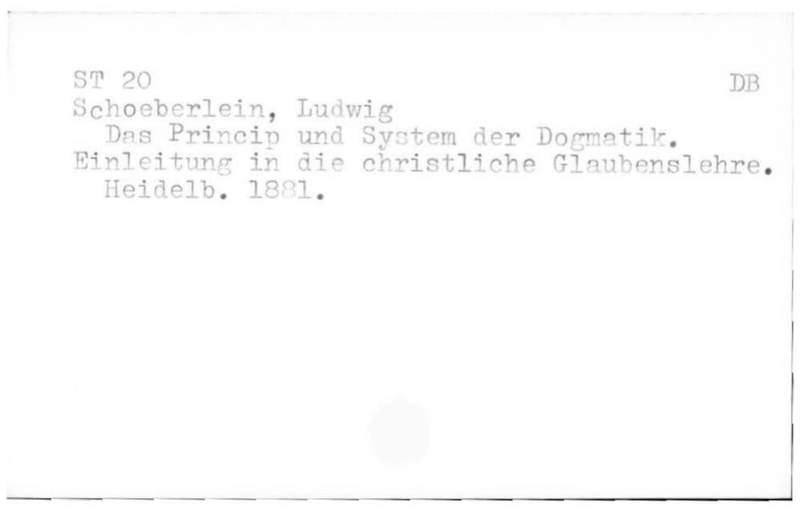 ST 20 DB
Schoeberlein, Ludwig
Das Princip und System der Dogmatik.
Einleitung in die christliche Glaubenslehre.
Heidelb. 1881.